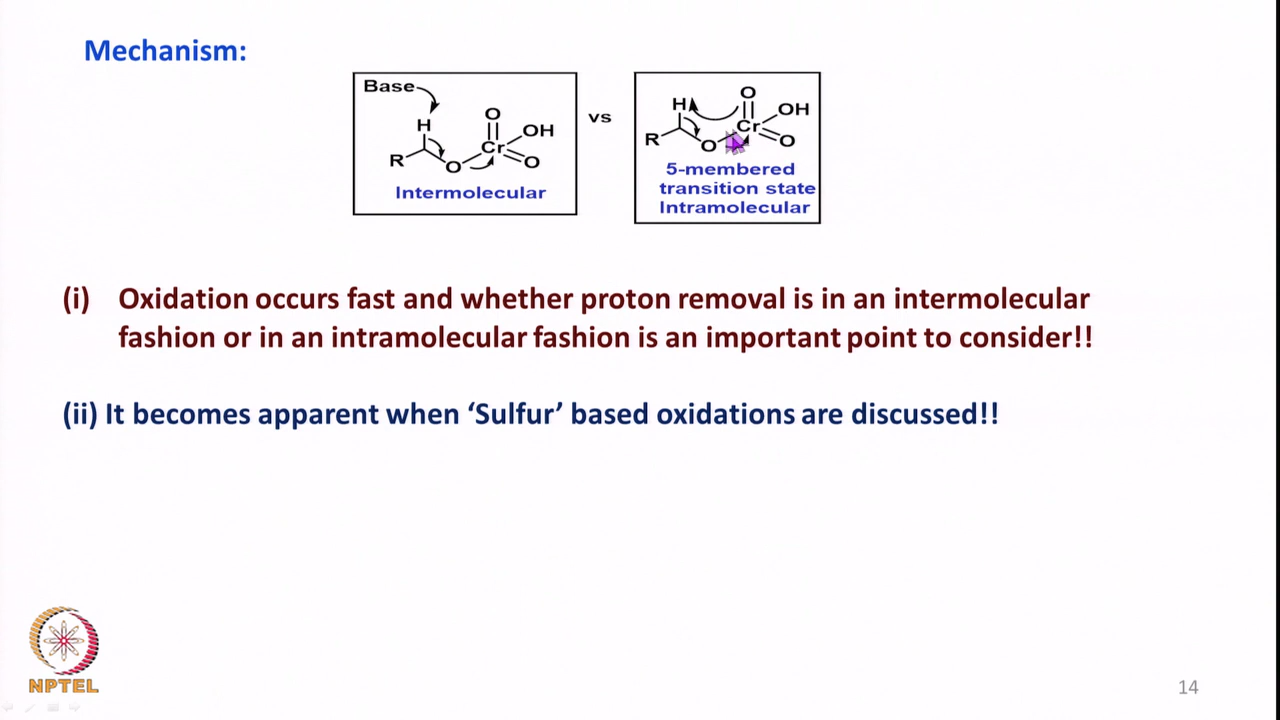 Mechanism:
Base
H
O
OH
Cr
R
O
O
Intermolecular
vs
H
O
OH
Cr
R
O
O
5-membered
transition state
Intramolecular
(i) Oxidation occurs fast and whether proton removal is in an intermolecular
fashion or in an intramolecular fashion is an important point to consider!!
(ii) It becomes apparent when ‘Sulfur’ based oxidations are discussed!!
NPTEL
14